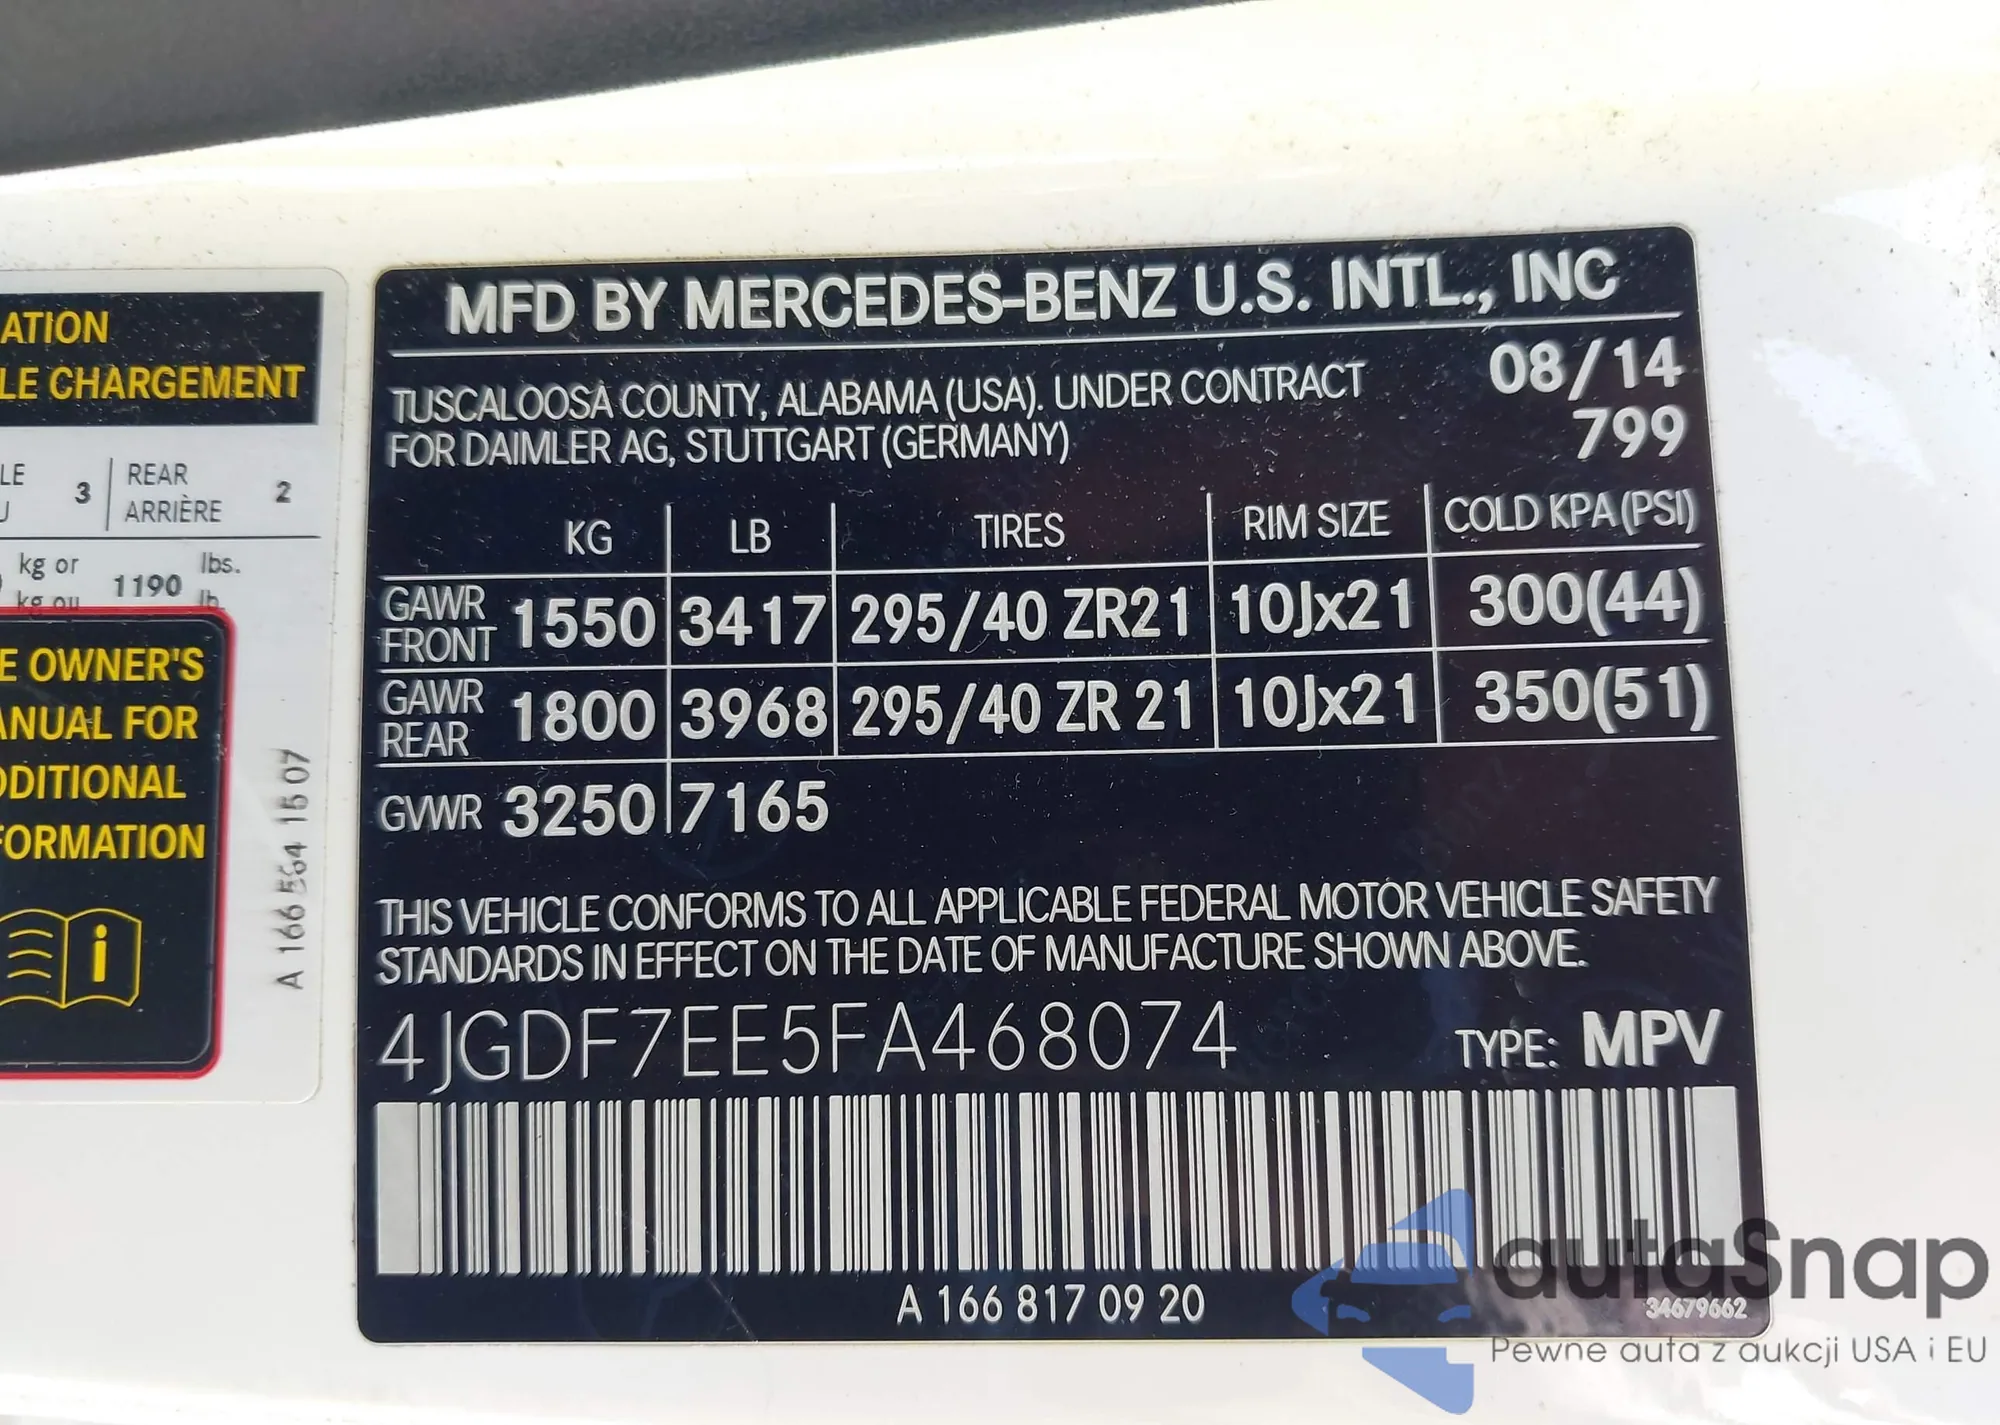 ATION
LE CHARGEMENT
LE
U
3
REAR
ARRIÈRE
2
kg or
kg ou
1190
lbs.
lb.
E OWNER'S
ANUAL FOR
DDITIONAL
FORMATION
i
A 166 584 15 07
MFD BY MERCEDES-BENZ U.S. INTL., INC
TUSCALOOSA COUNTY, ALABAMA (USA). UNDER CONTRACT
FOR DAIMLER AG, STUTTGART (GERMANY)
08/14
799
KG LB TIRES RIM SIZE COLD KPA (PSI)
GAWR FRONT 1550 3417 295/40 ZR21 10Jx21 300(44)
GAWR REAR 1800 3968 295/40 ZR 21 10Jx21 350(51)
GVWR 3250 7165
THIS VEHICLE CONFORMS TO ALL APPLICABLE FEDERAL MOTOR VEHICLE SAFETY
STANDARDS IN EFFECT ON THE DATE OF MANUFACTURE SHOWN ABOVE.
4JGDF7EE5FA468074 TYPE: MPV
A 166 817 09 20
34679662
autaSnap
Pewne auta z aukcji USA i EU